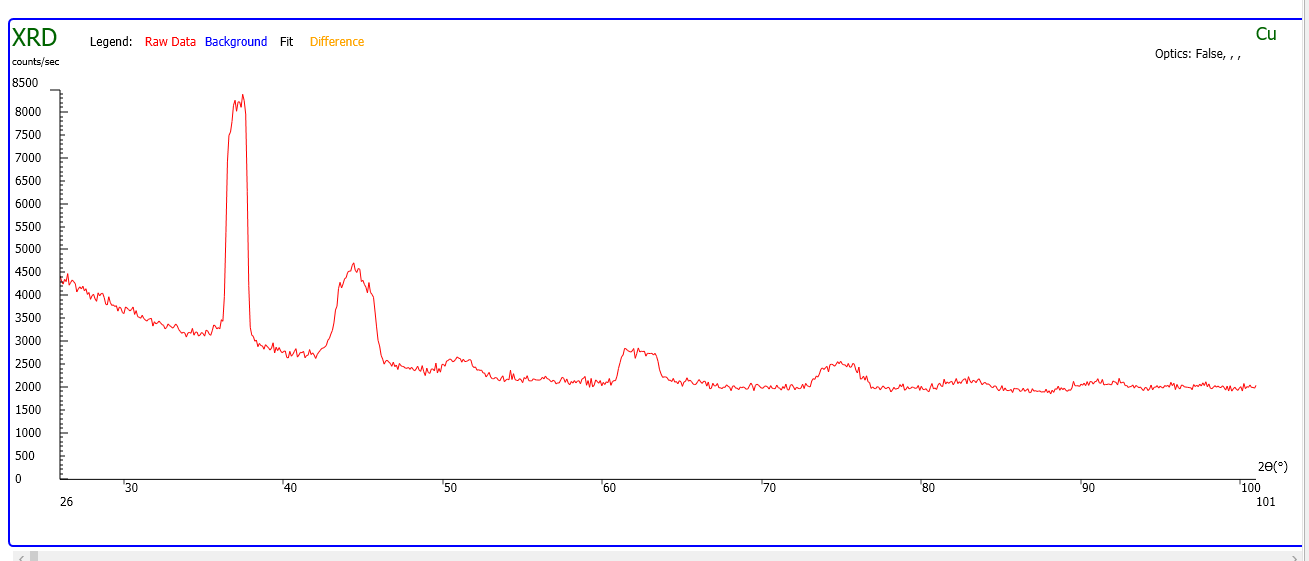 XRD
Legend: Raw Data Background Fit Difference
Cu
counts/sec
Optics: False, , ,
8500
8000
7500
7000
6500
6000
5500
5000
4500
4000
3500
3000
2500
2000
1500
1000
500
0
2Θ(°)
30 40 50 60 70 80 90 100
26 101